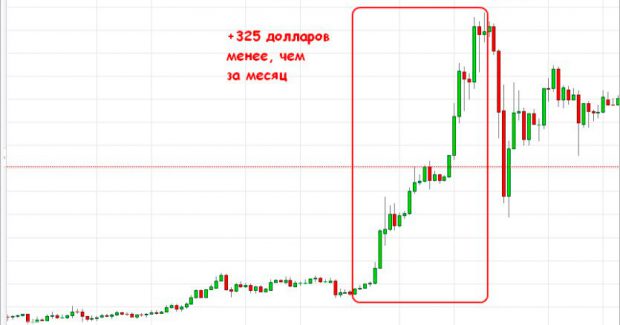 +325 долларов
менее, чем
за месяц